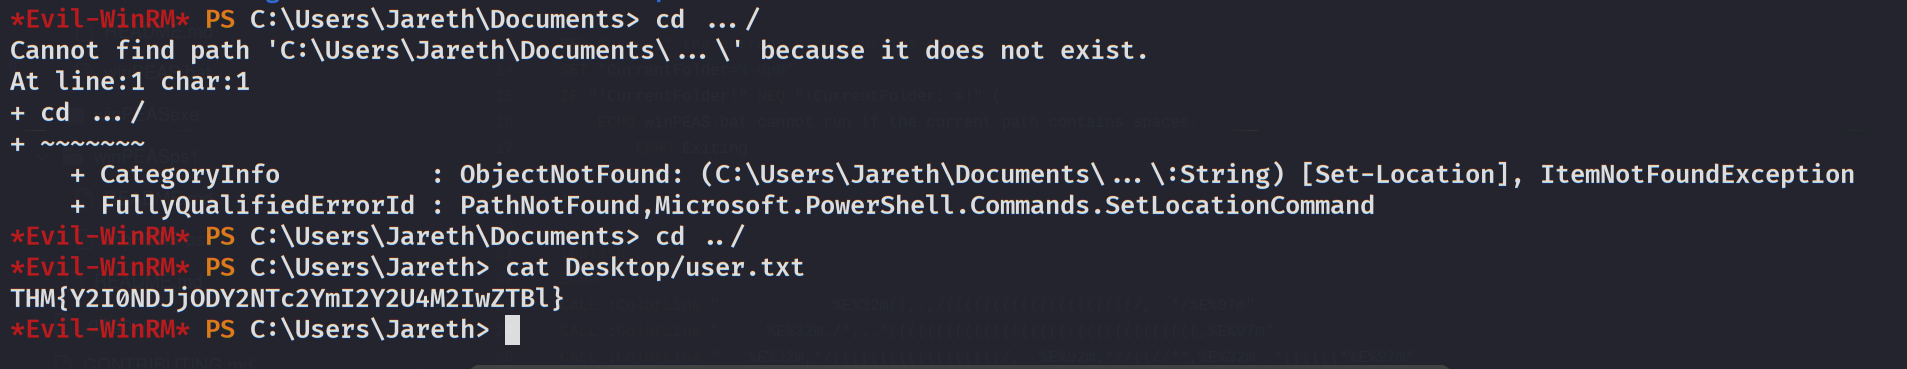 *Evil-WinRM* PS C:\Users\Jareth\Documents> cd .../
Cannot find path 'C:\Users\Jareth\Documents\...\' because it does not exist.
At line:1 char:1
+ cd .../
+ ~~~~~~~
    + CategoryInfo          : ObjectNotFound: (C:\Users\Jareth\Documents\...\:String) [Set-Location], ItemNotFoundException
    + FullyQualifiedErrorId : PathNotFound,Microsoft.PowerShell.Commands.SetLocationCommand
*Evil-WinRM* PS C:\Users\Jareth\Documents> cd ../
*Evil-WinRM* PS C:\Users\Jareth> cat Desktop/user.txt
THM{Y2I0NDJjODY2NTc2YmI2Y2U4M2IwZTBl}
*Evil-WinRM* PS C:\Users\Jareth>